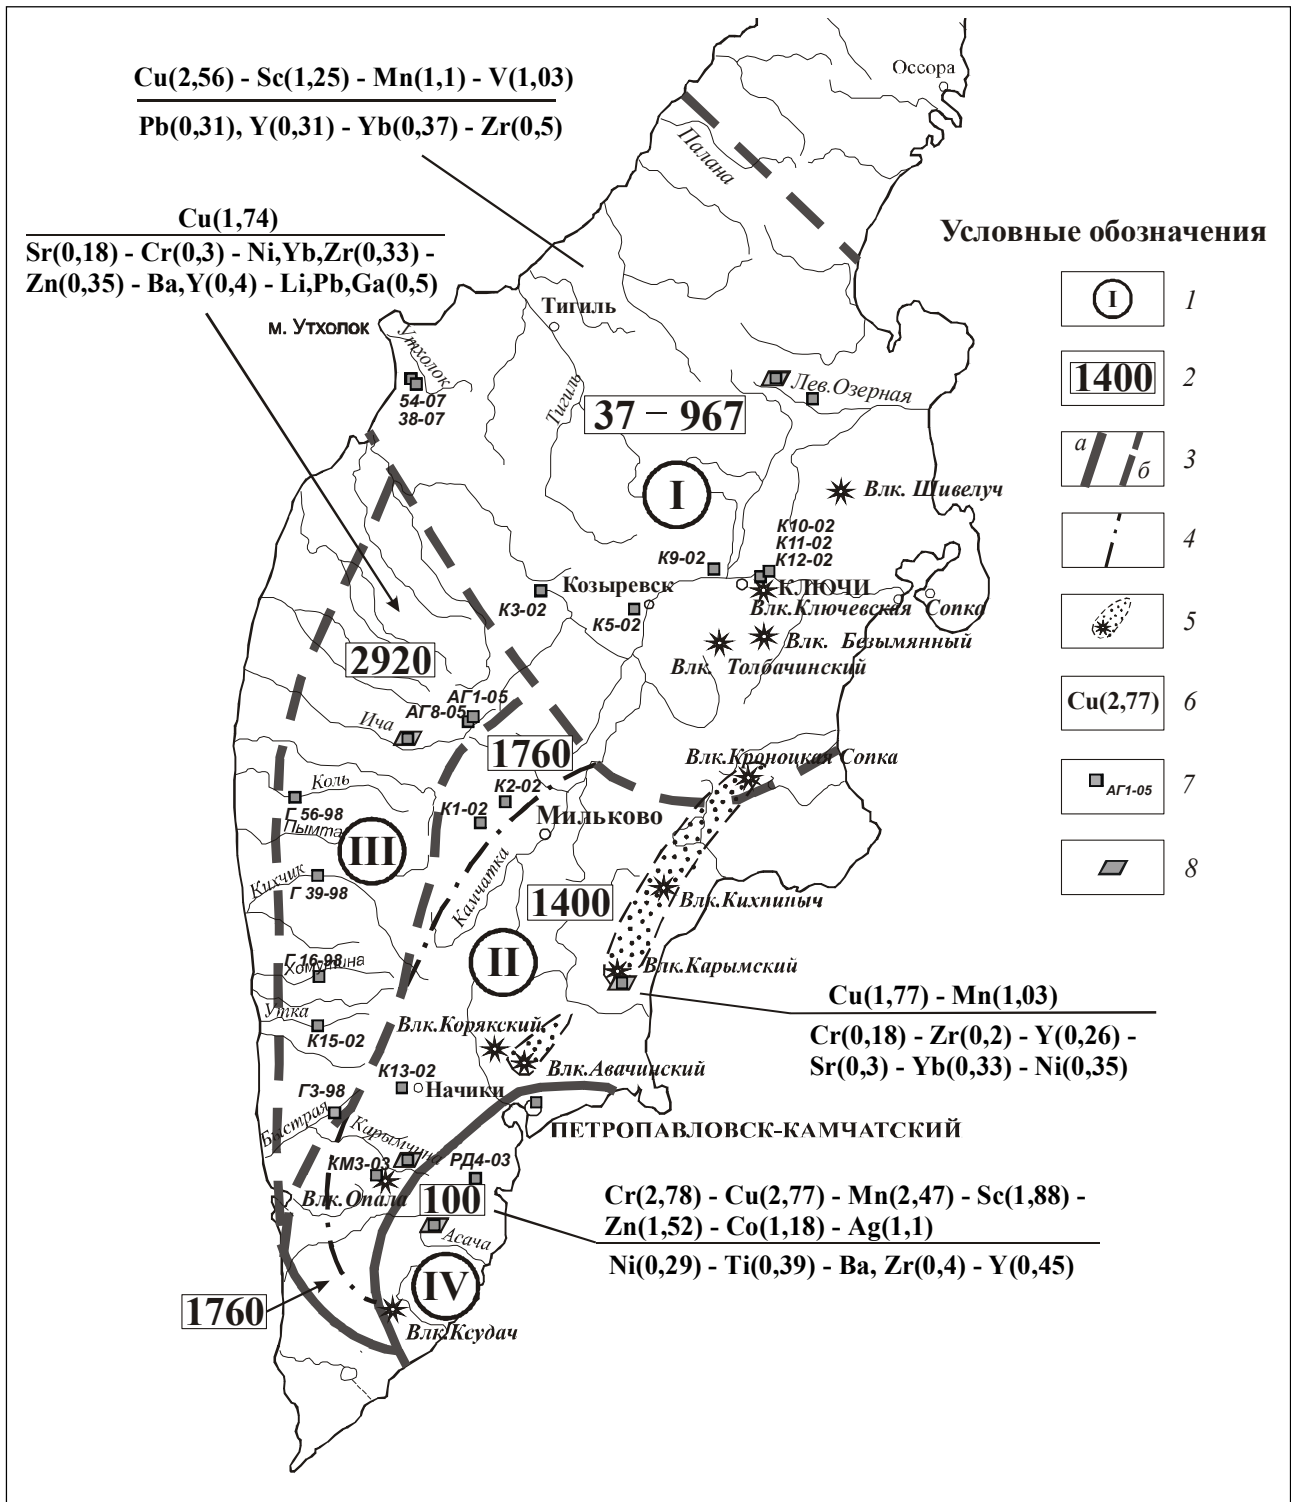 Cu(2,56) - Sc(1,25) - Mn(1,1) - V(1,03)
Pb(0,31), Y(0,31) - Yb(0,37) - Zr(0,5)
Оссора
Палана
Cu(1,74)
Sr(0,18) - Cr(0,3) - Ni,Yb,Zr(0,33) -
Zn(0,35) - Ba,Y(0,4) - Li,Pb,Ga(0,5)
Условные обозначения
I 1
1400 2
а б 3
4
5
Cu(2,77) 6
АГ1-05 7
8
м. Утхолок
Утхолок
Тигиль
Тигиль
54-07
38-07
Лев.Озерная
37 – 967
I
Влк. Шивелуч
К10-02
К11-02
К12-02
К9-02
Козыревск
КЛЮЧИ
К3-02
К5-02
Влк.Ключевская Сопка
Влк. Безымянный
Влк. Толбачинский
2920
АГ1-05
АГ8-05
Ича
1760
Влк.Кроноцкая Сопка
Коль
К2-02
К1-02
Г 56-98
Пымта
Мильково
III
Камчатка
Кихчик
Г 39-98
1400
Влк.Кихпиныч
II
Г 16-98
Хомутина
Влк.Карымский
Cu(1,77) - Mn(1,03)
Cr(0,18) - Zr(0,2) - Y(0,26) -
Sr(0,3) - Yb(0,33) - Ni(0,35)
Утка
К15-02
Влк.Корякский
Влк.Авачинский
К13-02
Начики
Г3-98
Быстрая
ПЕТРОПАВЛОВСК-КАМЧАТСКИЙ
Карымчина
КМ3-03
РД4-03
Влк.Опала
100
Cr(2,78) - Cu(2,77) - Mn(2,47) - Sc(1,88) -
Zn(1,52) - Co(1,18) - Ag(1,1)
Ni(0,29) - Ti(0,39) - Ba, Zr(0,4) - Y(0,45)
Асача
IV
1760
Влк.Ксудач